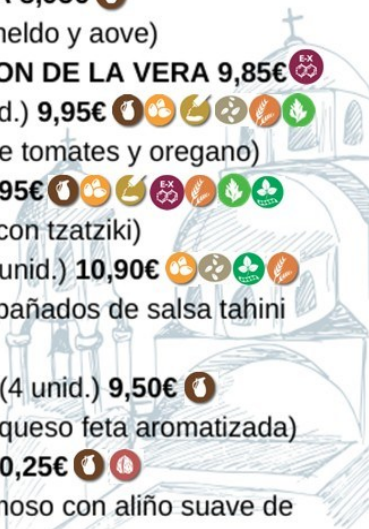 neldo y aove)
ON DE LA VERA 9,85€ E-X
d.) 9,95€
e tomates y oregano)
95€ E-X
con tzatziki)
unid.) 10,90€
bañados de salsa tahini
(4 unid.) 9,50€
queso feta aromatizada)
0,25€
noso con aliño suave de